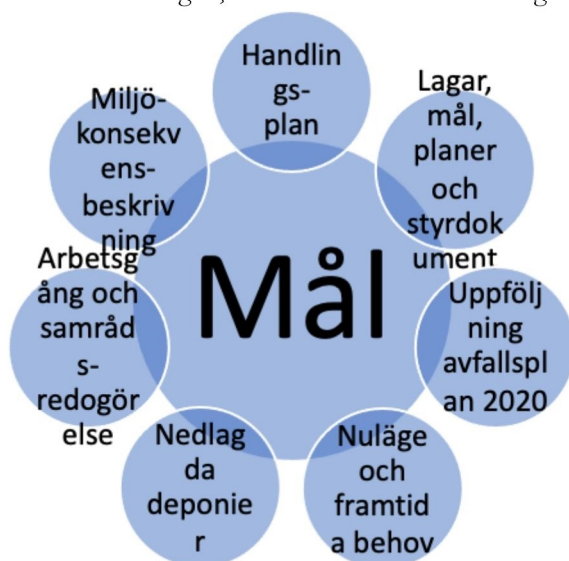 Handlin
gs-
plan
Lagar,
mål,
planer
och
styrdok
ument
Uppfölj
ning
avfallspl
an 2020
Nuläge
och
framtid
a behov
Nedlag
da
deponie
r
Arbetsg
ång och
samråd
s-
redogör
else
Miljö-
konsekv
ens-
beskriv
ning
Mål